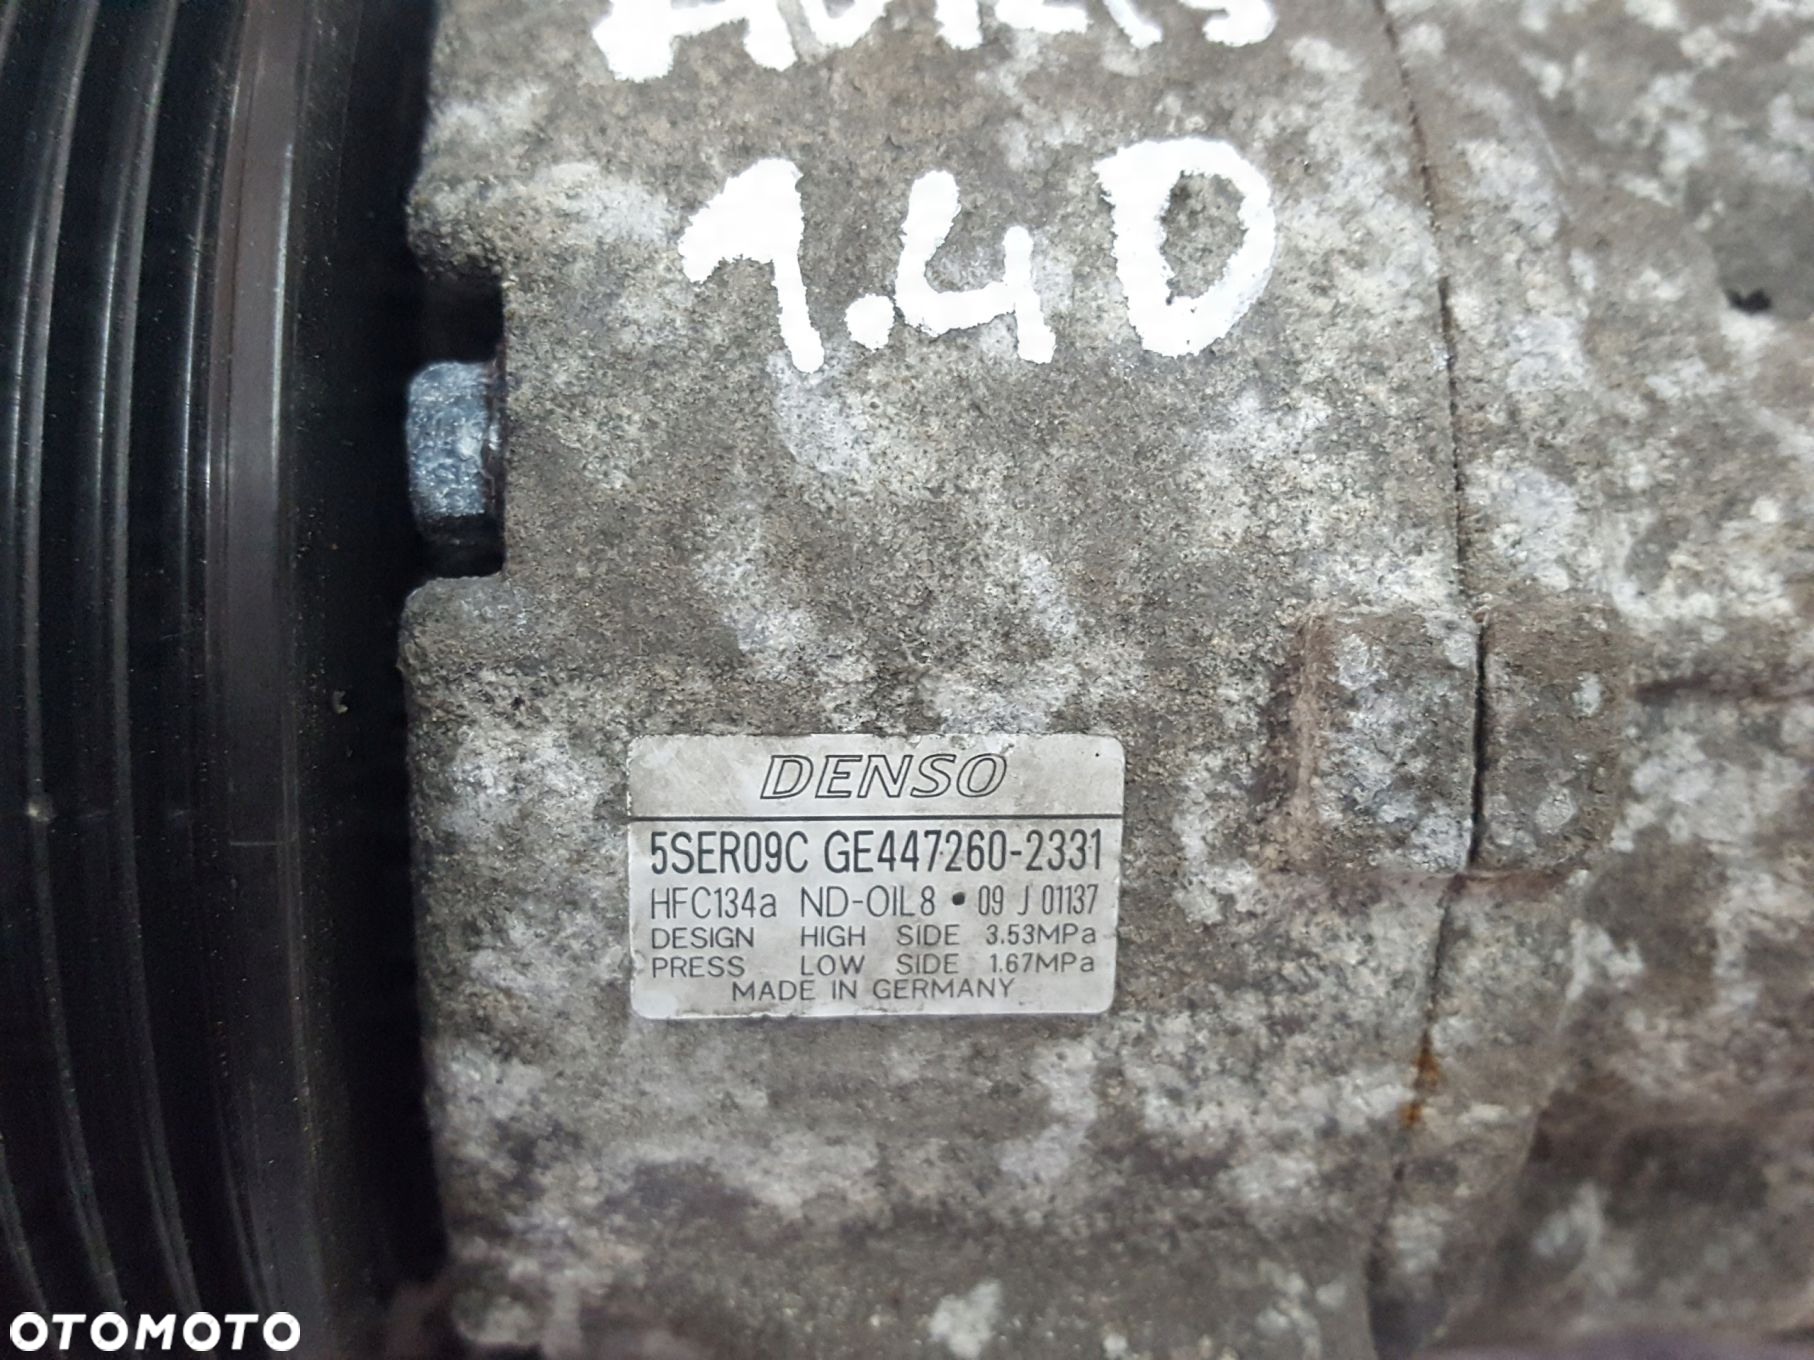 AURIS
1.4D
DENSO
5SER09C GE447260-2331
HFC134a ND-OIL8 • 09 J 01137
DESIGN HIGH SIDE 3.53MPa
PRESS LOW SIDE 1.67MPa
MADE IN GERMANY
OTOMOTO